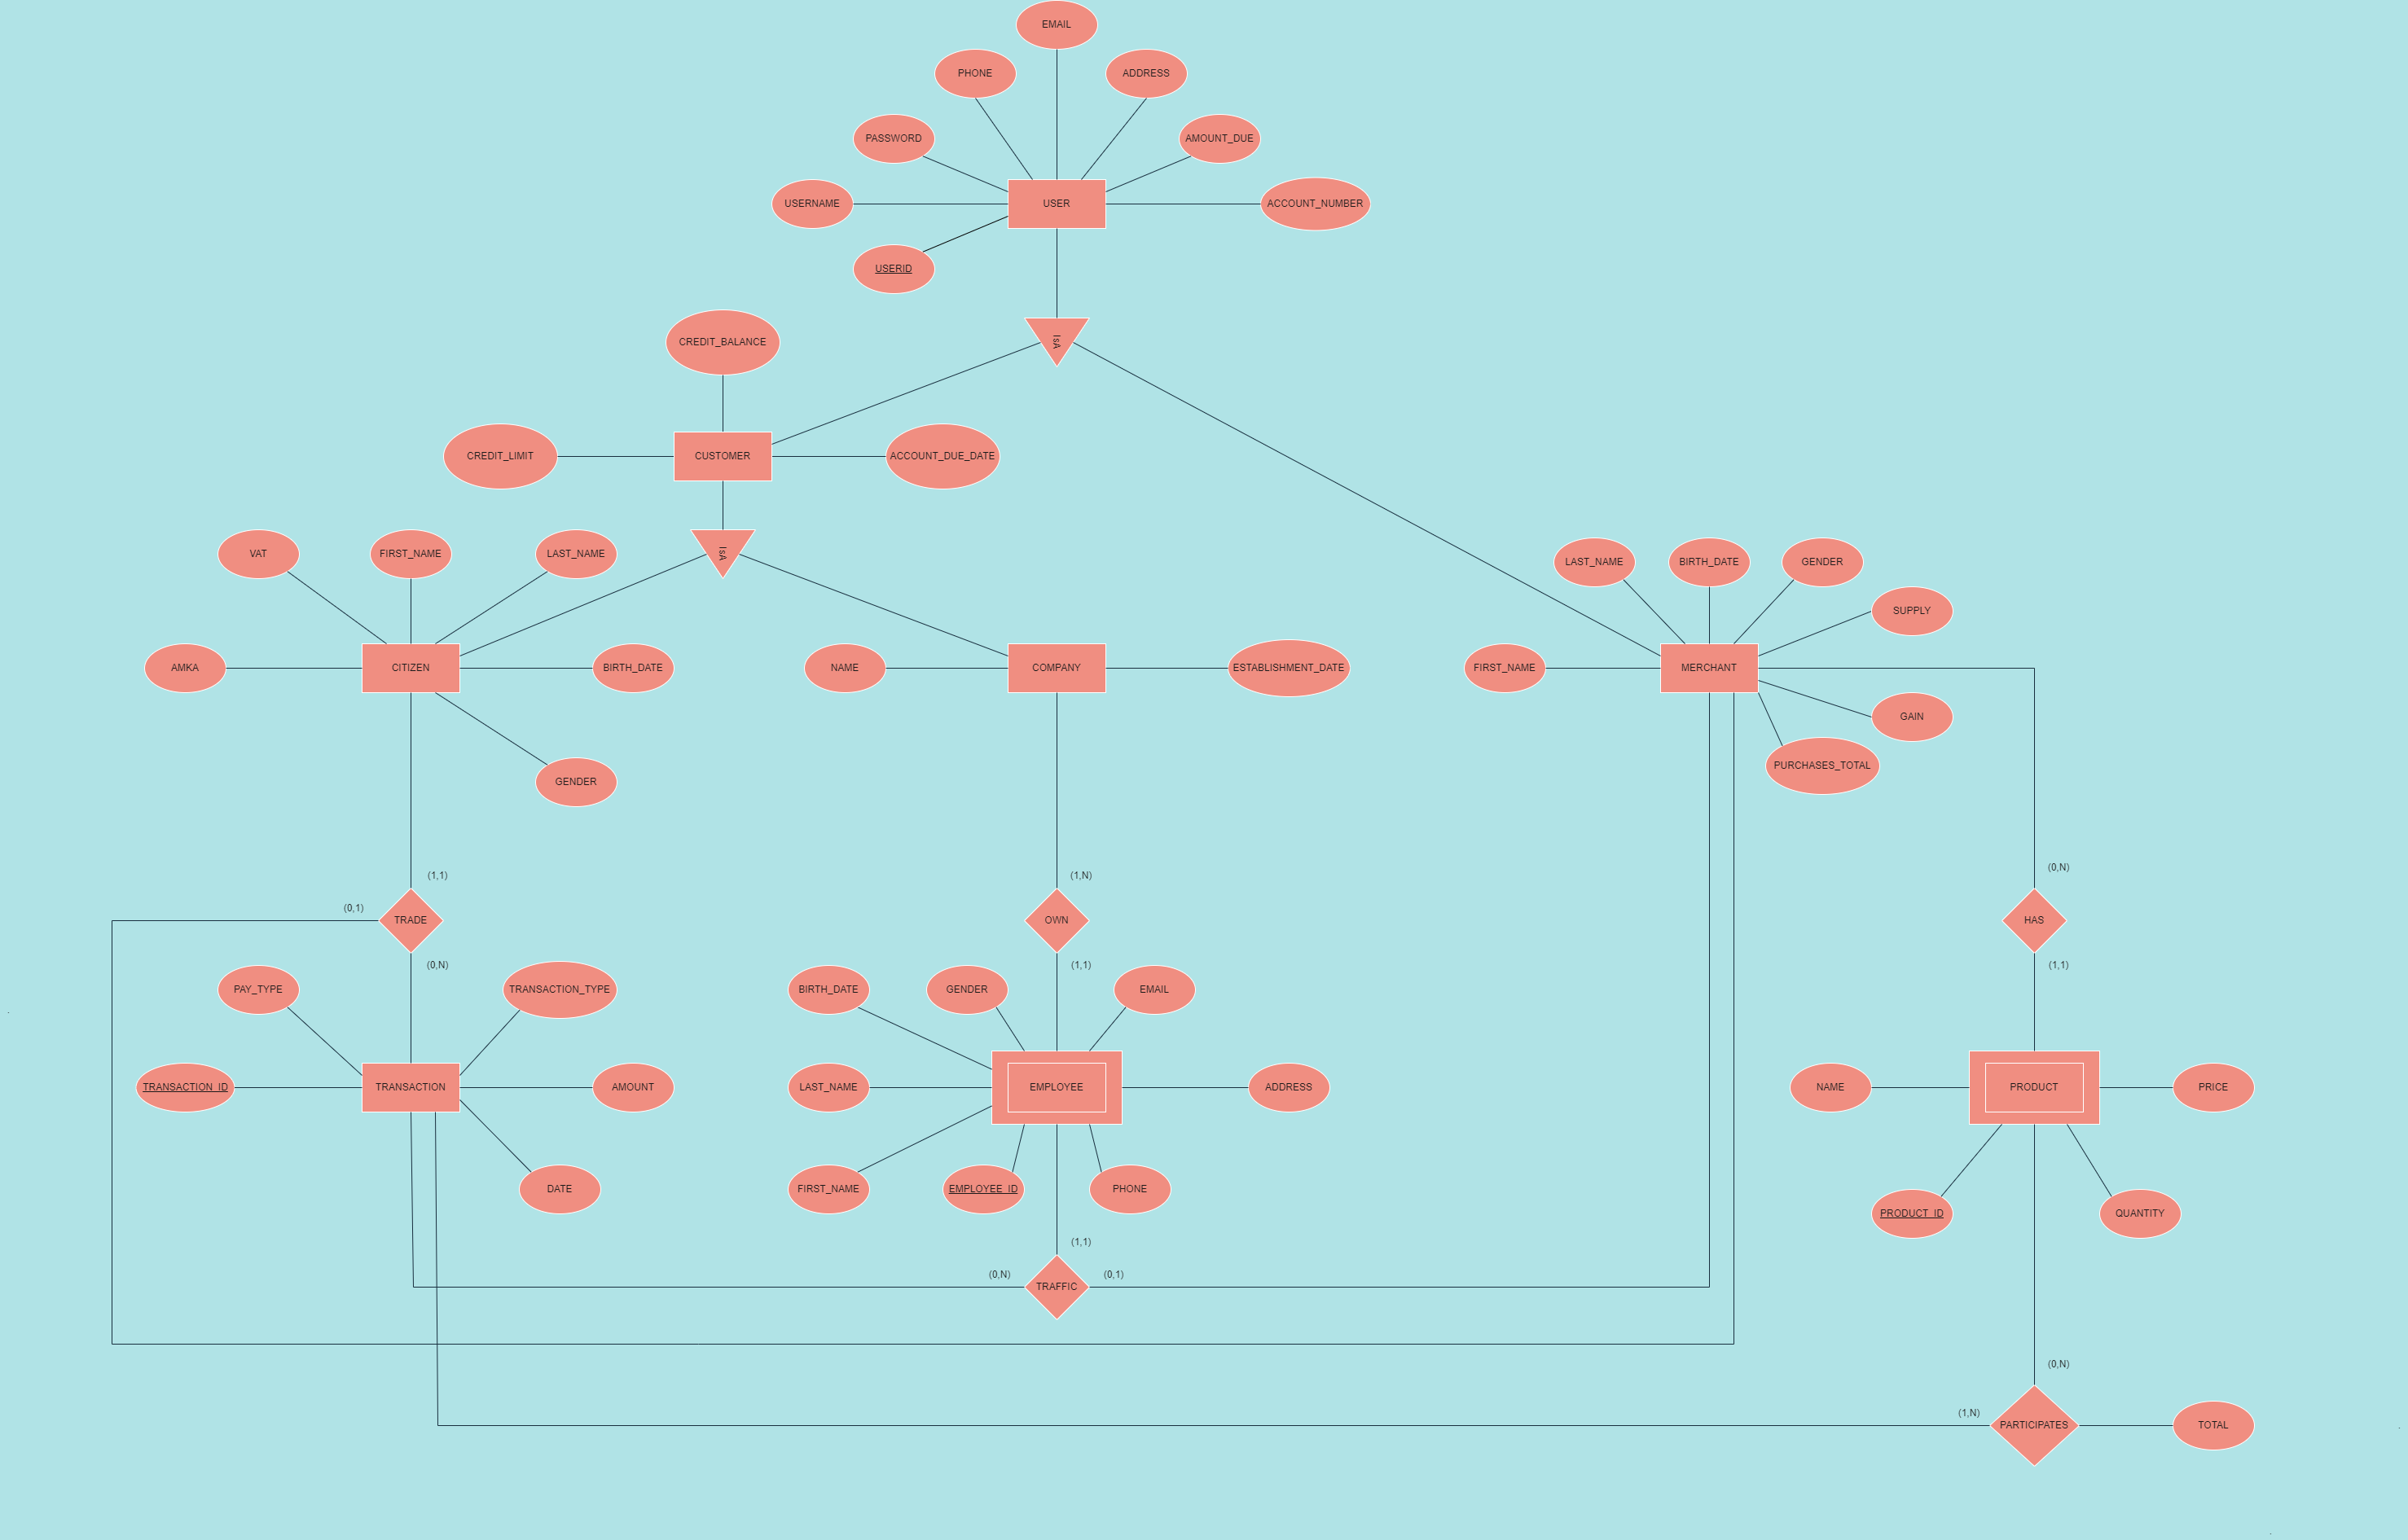 EMAIL
PHONE
ADDRESS
PASSWORD
AMOUNT_DUE
USERNAME
USER
ACCOUNT_NUMBER
USERID
IsA
CREDIT_BALANCE
CREDIT_LIMIT
CUSTOMER
ACCOUNT_DUE_DATE
VAT
FIRST_NAME
LAST_NAME
IsA
LAST_NAME
BIRTH_DATE
GENDER
SUPPLY
AMKA
CITIZEN
BIRTH_DATE
NAME
COMPANY
ESTABLISHMENT_DATE
FIRST_NAME
MERCHANT
GAIN
PURCHASES_TOTAL
GENDER
(0,N)
(1,1)
(1,N)
(0,1)
TRADE
OWN
HAS
(0,N)
(1,1)
(1,1)
PAY_TYPE
TRANSACTION_TYPE
BIRTH_DATE
GENDER
EMAIL
TRANSACTION_ID
TRANSACTION
AMOUNT
LAST_NAME
EMPLOYEE
ADDRESS
NAME
PRODUCT
PRICE
DATE
FIRST_NAME
EMPLOYEE_ID
PHONE
PRODUCT_ID
QUANTITY
(1,1)
(0,N)
(0,1)
TRAFFIC
(0,N)
(1,N)
PARTICIPATES
TOTAL